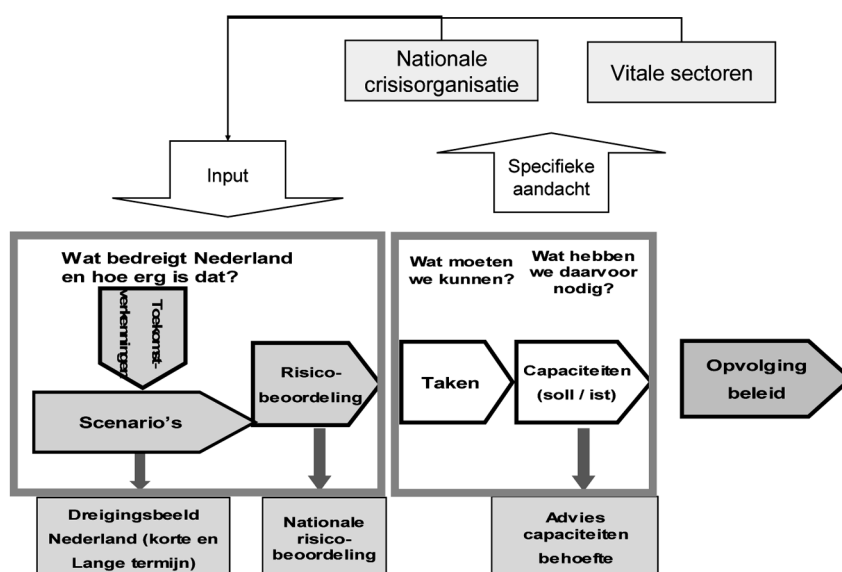 Nationale
crisisorganisatie
Vitale sectoren
Input
Specifieke
aandacht
Wat bedreigt Nederland
en hoe erg is dat?
Wat moeten
we kunnen?
Wat hebben
we daarvoor
nodig?
Toekomst-
verkenningen
Scenario's
Risico-
beoordeling
Taken
Capaciteiten
(soll / ist)
Opvolging
beleid
Dreigingsbeeld
Nederland (korte en
Lange termijn)
Nationale
risico-
beoordeling
Advies
capaciteiten
behoefte